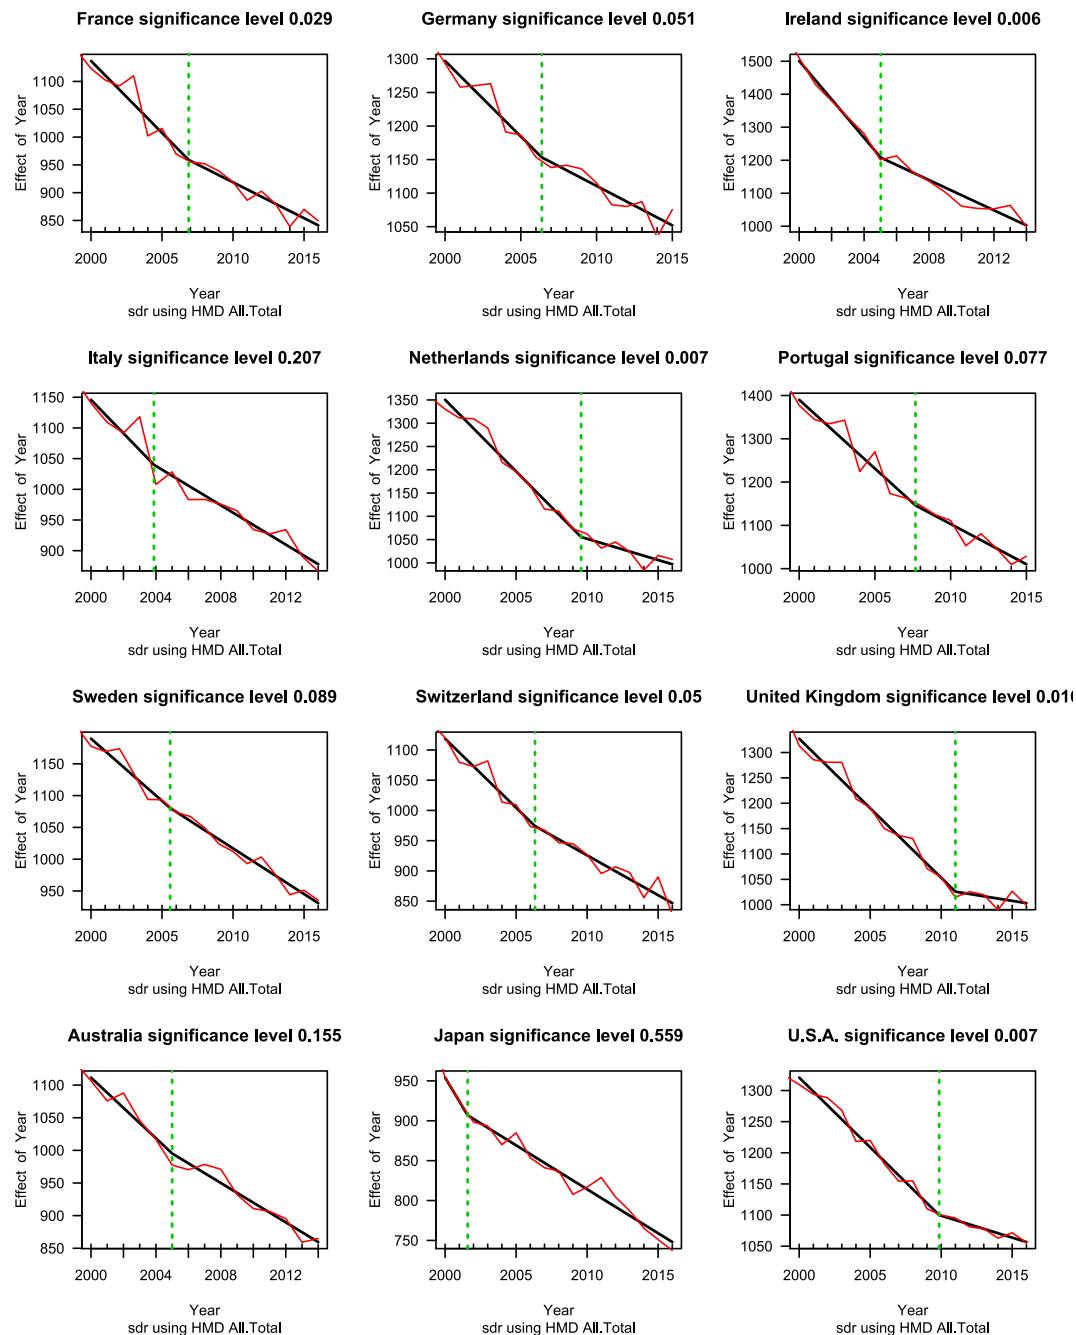 France significance level 0.029
Effect of Year
1100
1050
1000
950
900
850
2000 2005 2010 2015
Year
sdr using HMD All.Total
Germany significance level 0.051
Effect of Year
1300
1250
1200
1150
1100
1050
2000 2005 2010 2015
Year
sdr using HMD All.Total
Ireland significance level 0.006
Effect of Year
1500
1400
1300
1200
1100
1000
2000 2004 2008 2012
Year
sdr using HMD All.Total
Italy significance level 0.207
Effect of Year
1150
1100
1050
1000
950
900
2000 2004 2008 2012
Year
sdr using HMD All.Total
Netherlands significance level 0.007
Effect of Year
1350
1300
1250
1200
1150
1100
1050
1000
2000 2005 2010 2015
Year
sdr using HMD All.Total
Portugal significance level 0.077
Effect of Year
1400
1300
1200
1100
1000
2000 2005 2010 2015
Year
sdr using HMD All.Total
Sweden significance level 0.089
Effect of Year
1150
1100
1050
1000
950
2000 2005 2010 2015
Year
sdr using HMD All.Total
Switzerland significance level 0.05
Effect of Year
1100
1050
1000
950
900
850
2000 2005 2010 2015
Year
sdr using HMD All.Total
United Kingdom significance level 0.016
Effect of Year
1300
1250
1200
1150
1100
1050
1000
2000 2005 2010 2015
Year
sdr using HMD All.Total
Australia significance level 0.155
Effect of Year
1100
1050
1000
950
900
850
2000 2004 2008 2012
Year
sdr using HMD All.Total
Japan significance level 0.559
Effect of Year
950
900
850
800
750
2000 2005 2010 2015
Year
sdr using HMD All.Total
U.S.A. significance level 0.007
Effect of Year
1300
1250
1200
1150
1100
1050
2000 2005 2010 2015
Year
sdr using HMD All.Total